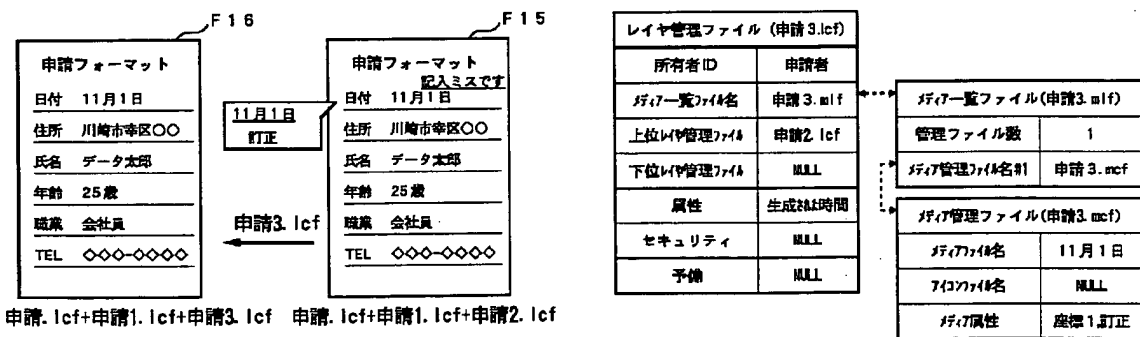 F16
申請フォーマット
日付 11月1日
住所 川崎市幸区〇〇
氏名 データ太郎
年齢 25歳
職業 会社員
TEL ◇◇◇-◇◇◇◇
申請.lcf+申請1.lcf+申請3.lcf
F15
申請フォーマット
記入ミスです
日付 11月1日
住所 川崎市幸区〇〇
氏名 データ太郎
年齢 25歳
職業 会社員
TEL ◇◇◇-◇◇◇◇
申請.lcf+申請1.lcf+申請2.lcf
11月1日
訂正
申請3.lcf
レイヤ管理ファイル(申請3.lcf)
所有者ID 申請者
メディア一覧ファイル名 申請3.mlf
上位レイヤ管理ファイル 申請2.lcf
下位レイヤ管理ファイル NULL
属性 生成または時間
セキュリティ NULL
予備 NULL
メディア一覧ファイル(申請3.mlf)
管理ファイル数 1
メディア管理ファイル名#1 申請3.mcf
メディア管理ファイル(申請3.mcf)
メディアファイル名 11月1日
アイコンファイル名 NULL
メディア属性 座標1,訂正